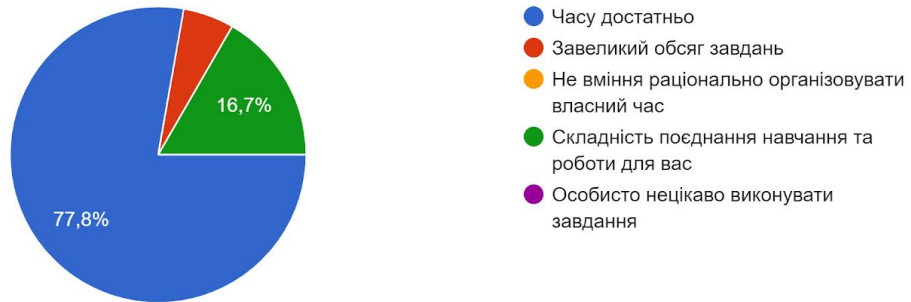 Часу достатньо
Завеликий обсяг завдань
Не вміння раціонально організовувати
власний час
Складність поєднання навчання та
роботи для вас
Особисто нецікаво виконувати
завдання
16,7%
77,8%